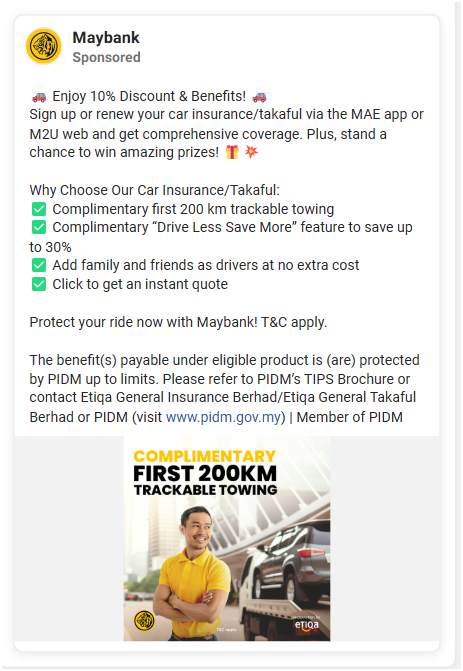 Maybank
Sponsored
🚙 Enjoy 10% Discount & Benefits! 🚙
Sign up or renew your car insurance/takaful via the MAE app or
M2U web and get comprehensive coverage. Plus, stand a
chance to win amazing prizes! 🎁 💥
Why Choose Our Car Insurance/Takaful:
✅ Complimentary first 200 km trackable towing
✅ Complimentary “Drive Less Save More” feature to save up
to 30%
✅ Add family and friends as drivers at no extra cost
✅ Click to get an instant quote
Protect your ride now with Maybank! T&C apply.
The benefit(s) payable under eligible product is (are) protected
by PIDM up to limits. Please refer to PIDM’s TIPS Brochure or
contact Etiqa General Insurance Berhad/Etiqa General Takaful
Berhad or PIDM (visit www.pidm.gov.my) | Member of PIDM
COMPLIMENTARY
FIRST 200KM
TRACKABLE TOWING
T&C apply
etiqa